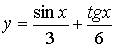 y = sin x / 3 + tgx / 6